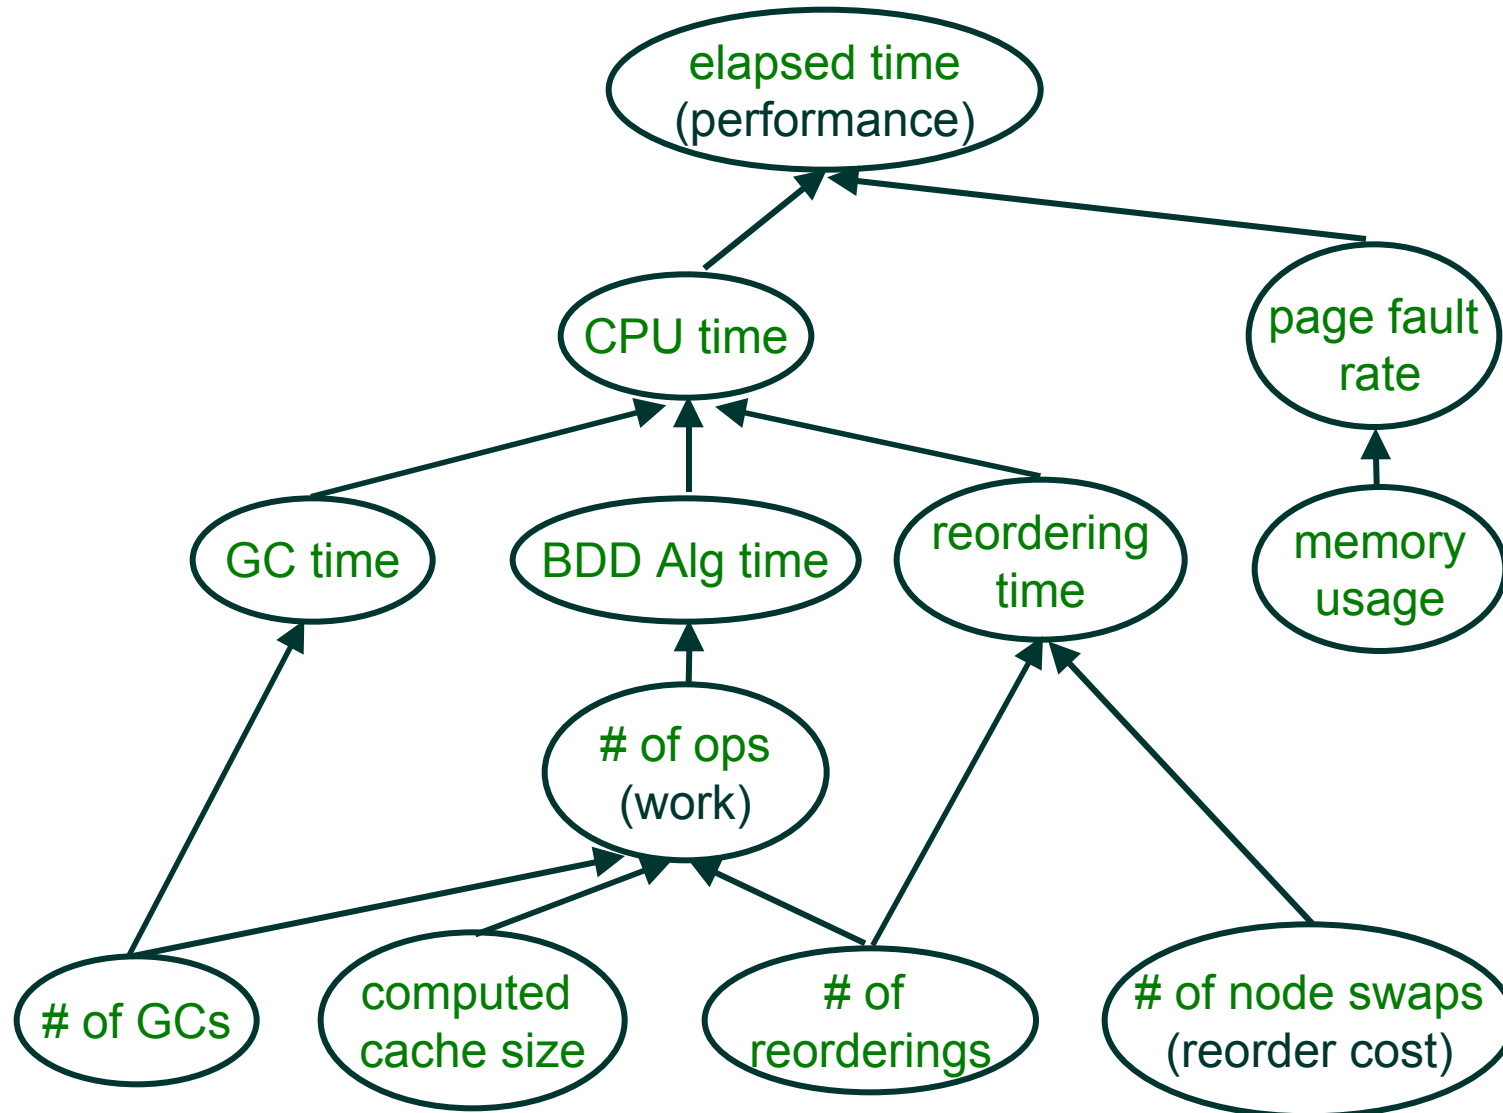 elapsed time
(performance)
CPU time
page fault
rate
GC time
BDD Alg time
reordering
time
memory
usage
# of ops
(work)
# of GCs
computed
cache size
# of
reorderings
# of node swaps
(reorder cost)